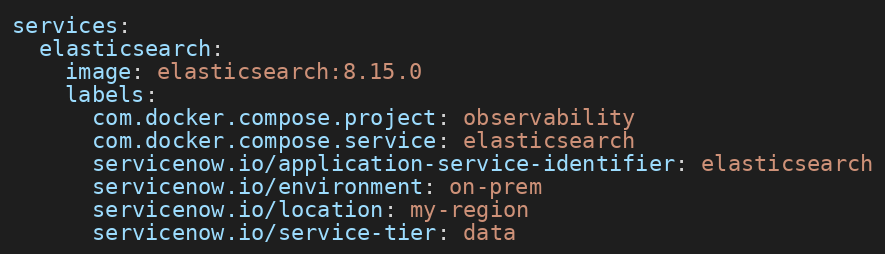 services:
  elasticsearch:
    image: elasticsearch:8.15.0
    labels:
      com.docker.compose.project: observability
      com.docker.compose.service: elasticsearch
      servicenow.io/application-service-identifier: elasticsearch
      servicenow.io/environment: on-prem
      servicenow.io/location: my-region
      servicenow.io/service-tier: data